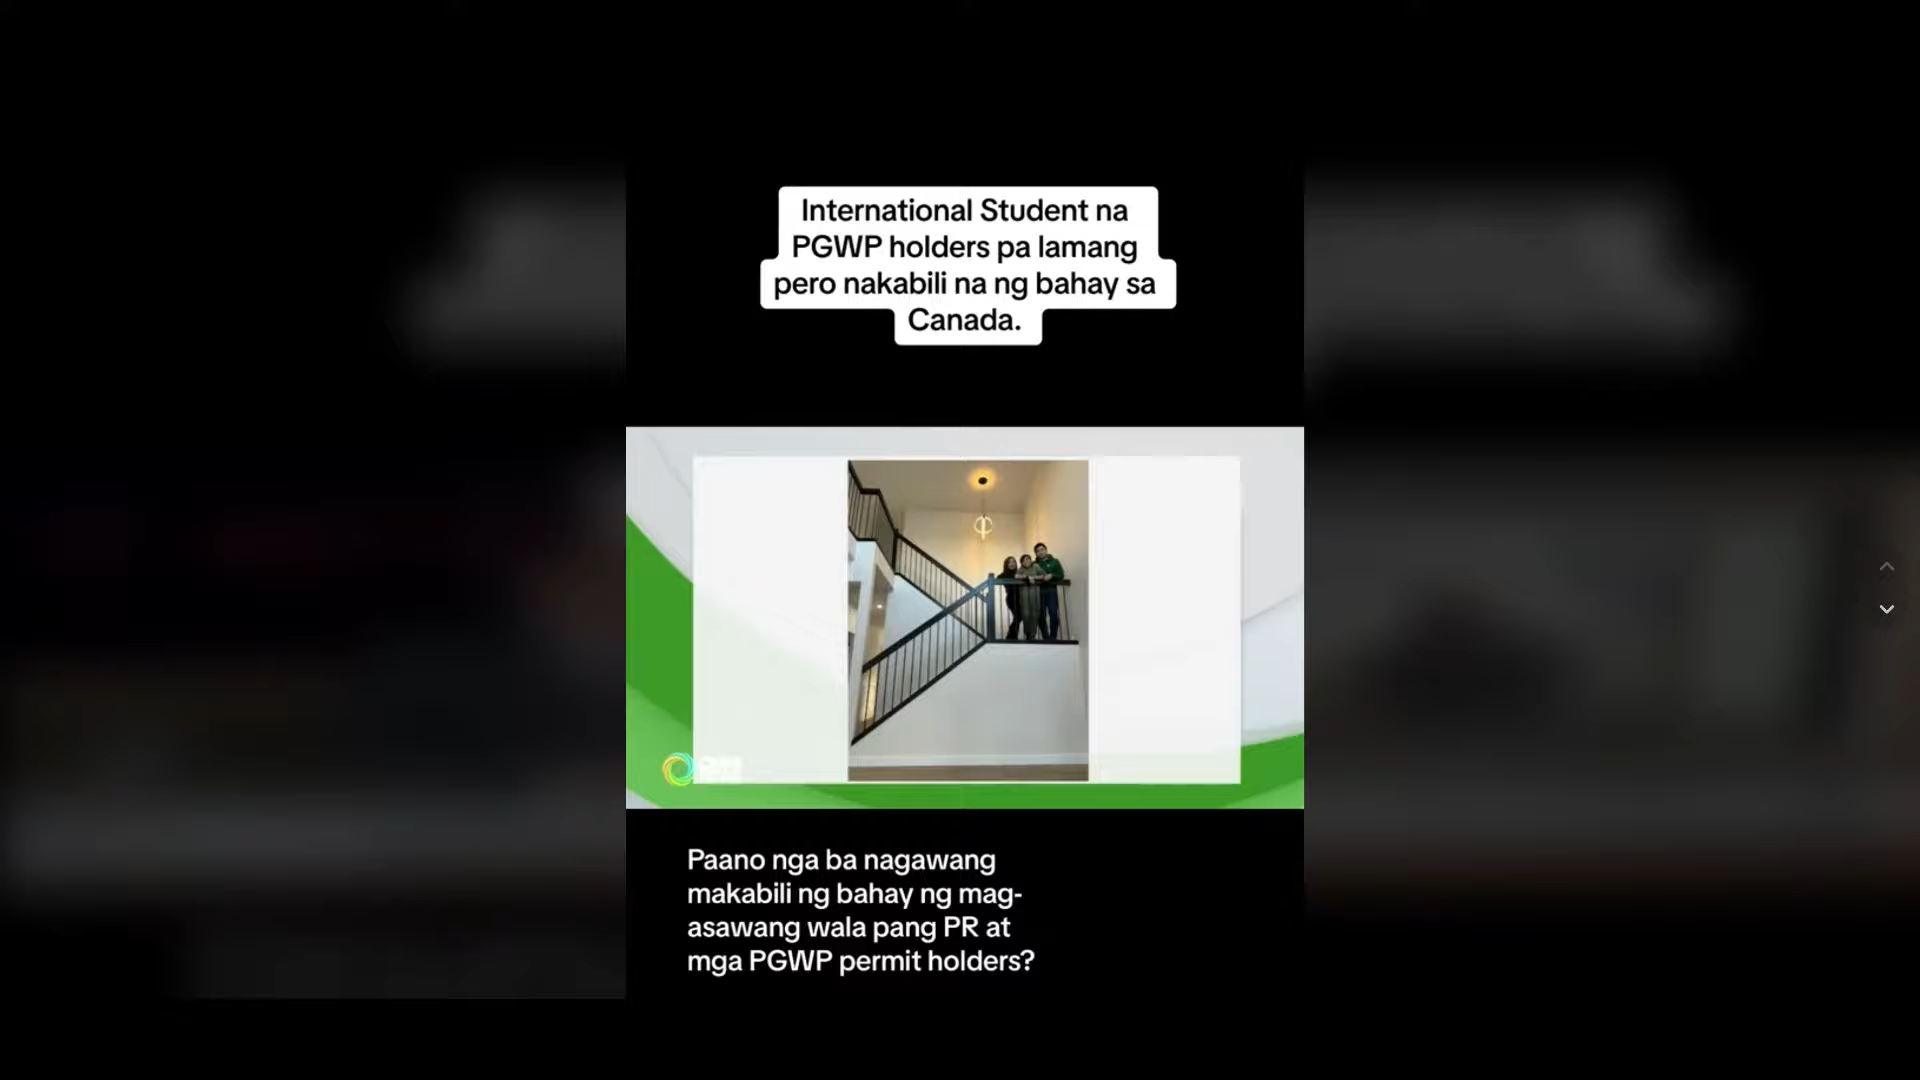 International Student na
PGWP holders pa lamang
pero nakabili na ng bahay sa
Canada.
Paano nga ba nagawang
makabili ng bahay ng mag-
asawang wala pang PR at
mga PGWP permit holders?